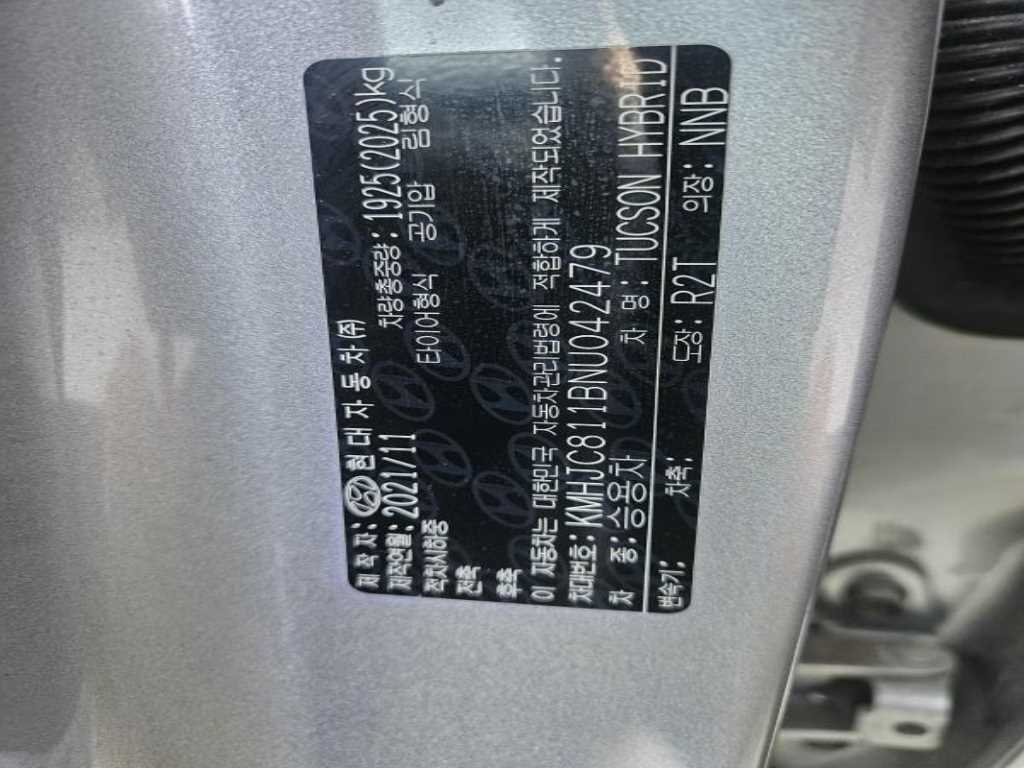 제 작 자: 현 대 자 동 차 (주)
제작연월: 2021/11 차량총중량: 1925(2025)kg
전차시하중 타이어형식 공기압 림형식
전축
후축
이 자동차는 대한민국 자동차관리법령에 적합하게 제작되었습니다.
차대번호: KMHJC811BNU042479
차 종: 승용차 차 명: TUCSON HYBRID
변속기: 차축: 도장: R2T 의장: NNB